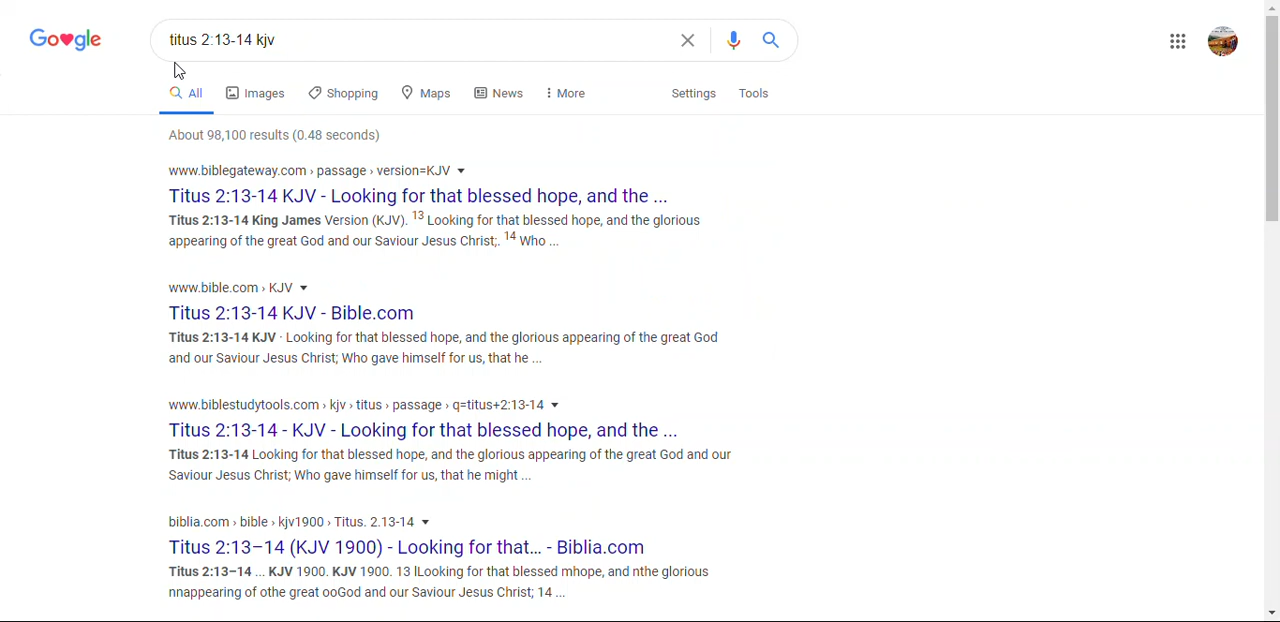 Google
titus 2:13-14 kjv
All Images Shopping Maps News More Settings Tools
About 98,100 results (0.48 seconds)
www.biblegateway.com › passage › version=KJV
Titus 2:13-14 KJV - Looking for that blessed hope, and the ...
Titus 2:13-14 King James Version (KJV). 13 Looking for that blessed hope, and the glorious
appearing of the great God and our Saviour Jesus Christ;. 14 Who ...
www.bible.com › KJV
Titus 2:13-14 KJV - Bible.com
Titus 2:13-14 KJV · Looking for that blessed hope, and the glorious appearing of the great God
and our Saviour Jesus Christ; Who gave himself for us, that he ...
www.biblestudytools.com › kjv › titus › passage › q=titus+2:13-14
Titus 2:13-14 - KJV - Looking for that blessed hope, and the ...
Titus 2:13-14 Looking for that blessed hope, and the glorious appearing of the great God and our
Saviour Jesus Christ; Who gave himself for us, that he might ...
biblia.com › bible › kjv1900 › Titus. 2.13-14
Titus 2:13–14 (KJV 1900) - Looking for that... - Biblia.com
Titus 2:13–14 ... KJV 1900. KJV 1900. 13 lLooking for that blessed mhope, and nthe glorious
nnappearing of othe great ooGod and our Saviour Jesus Christ; 14 ...